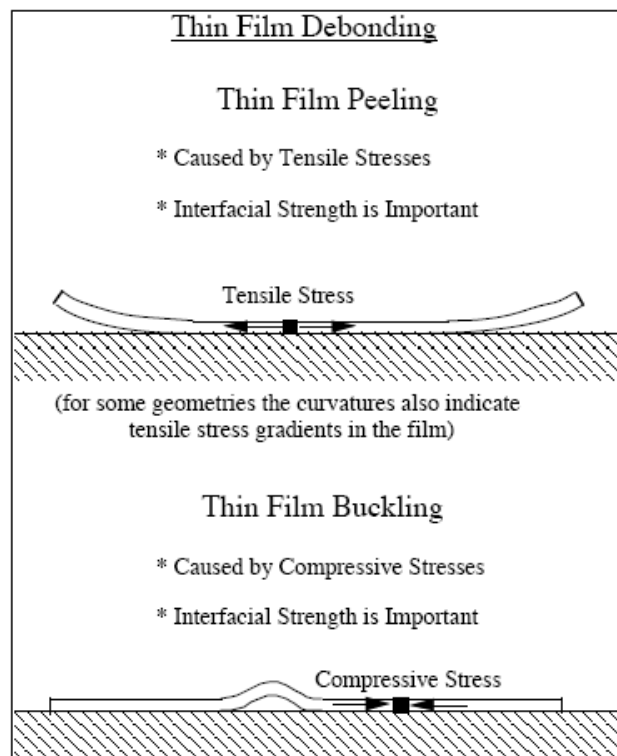 Thin Film Debonding
Thin Film Peeling
* Caused by Tensile Stresses
* Interfacial Strength is Important
Tensile Stress
(for some geometries the curvatures also indicate
tensile stress gradients in the film)
Thin Film Buckling
* Caused by Compressive Stresses
* Interfacial Strength is Important
Compressive Stress